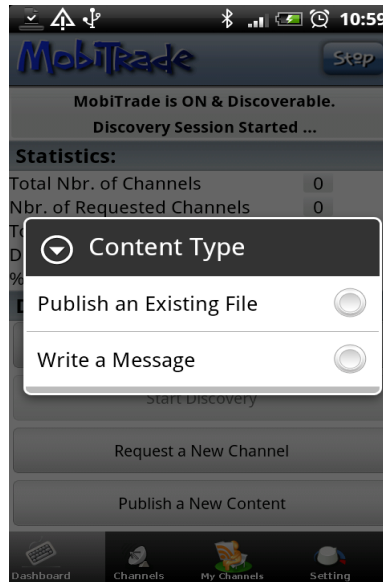 10:59
MobiTrade
Stop
MobiTrade is ON & Discoverable.
Discovery Session Started ...
Statistics:
Total Nbr. of Channels 0
Nbr. of Requested Channels 0
Content Type
Publish an Existing File
Write a Message
Start Discovery
Request a New Channel
Publish a New Content
Dashboard
Channels
My Channels
Setting